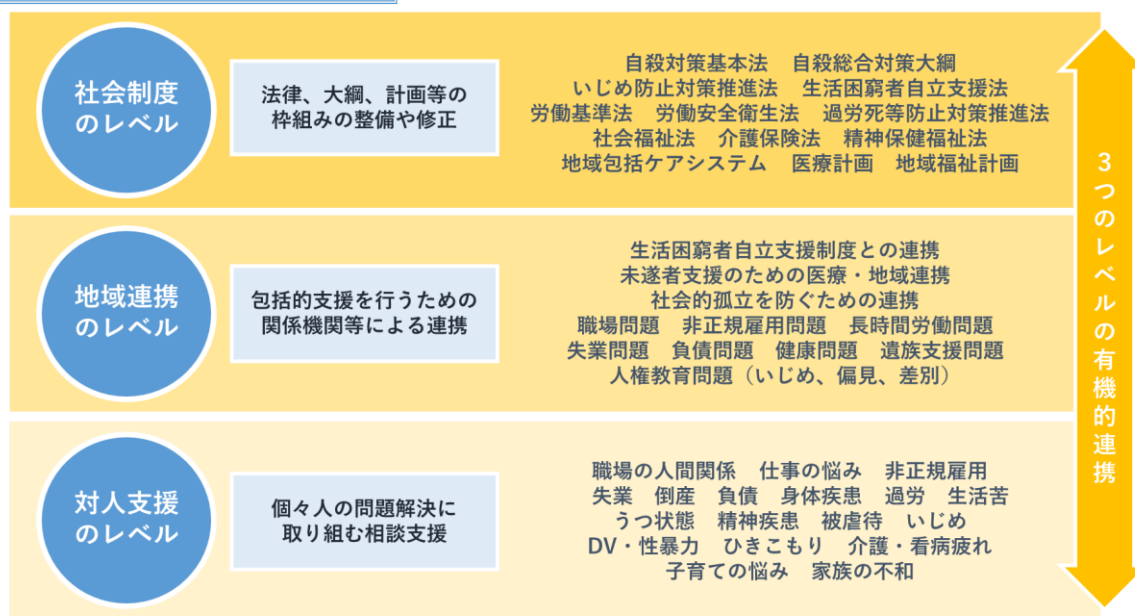 社会制度
のレベル
法律、大綱、計画等の
枠組みの整備や修正
自殺対策基本法　自殺総合対策大綱
いじめ防止対策推進法　生活困窮者自立支援法
労働基準法　労働安全衛生法　過労死等防止対策推進法
社会福祉法　介護保険法　精神保健福祉法
地域包括ケアシステム　医療計画　地域福祉計画
地域連携
のレベル
包括的支援を行うための
関係機関等による連携
生活困窮者自立支援制度との連携
未遂者支援のための医療・地域連携
社会的孤立を防ぐための連携
職場問題　非正規雇用問題　長時間労働問題
失業問題　負債問題　健康問題　遺族支援問題
人権教育問題（いじめ、偏見、差別）
対人支援
のレベル
個々人の問題解決に
取り組む相談支援
職場の人間関係　仕事の悩み　非正規雇用
失業　倒産　負債　身体疾患　過労　生活苦
うつ状態　精神疾患　被虐待　いじめ
DV・性暴力　ひきこもり　介護・看病疲れ
子育ての悩み　家族の不和
3つのレベルの有機的連携